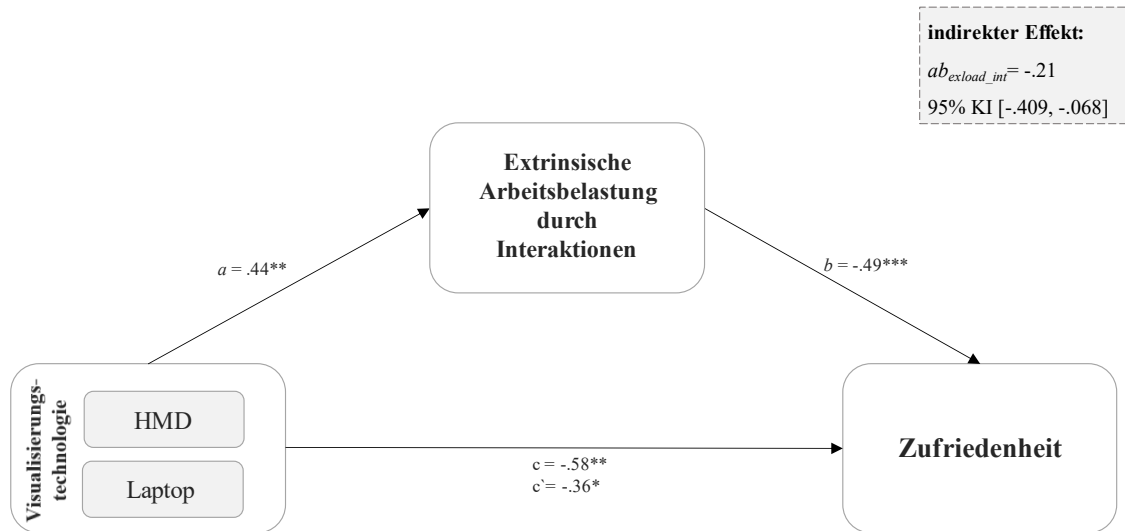 indirekter Effekt:
ab_exload_int= -.21
95% KI [-.409, -.068]
Extrinsische
Arbeitsbelastung
durch
Interaktionen
a = .44**
b = -.49***
Visualisierungs-
technologie
HMD
Laptop
c = -.58**
c`= -.36*
Zufriedenheit